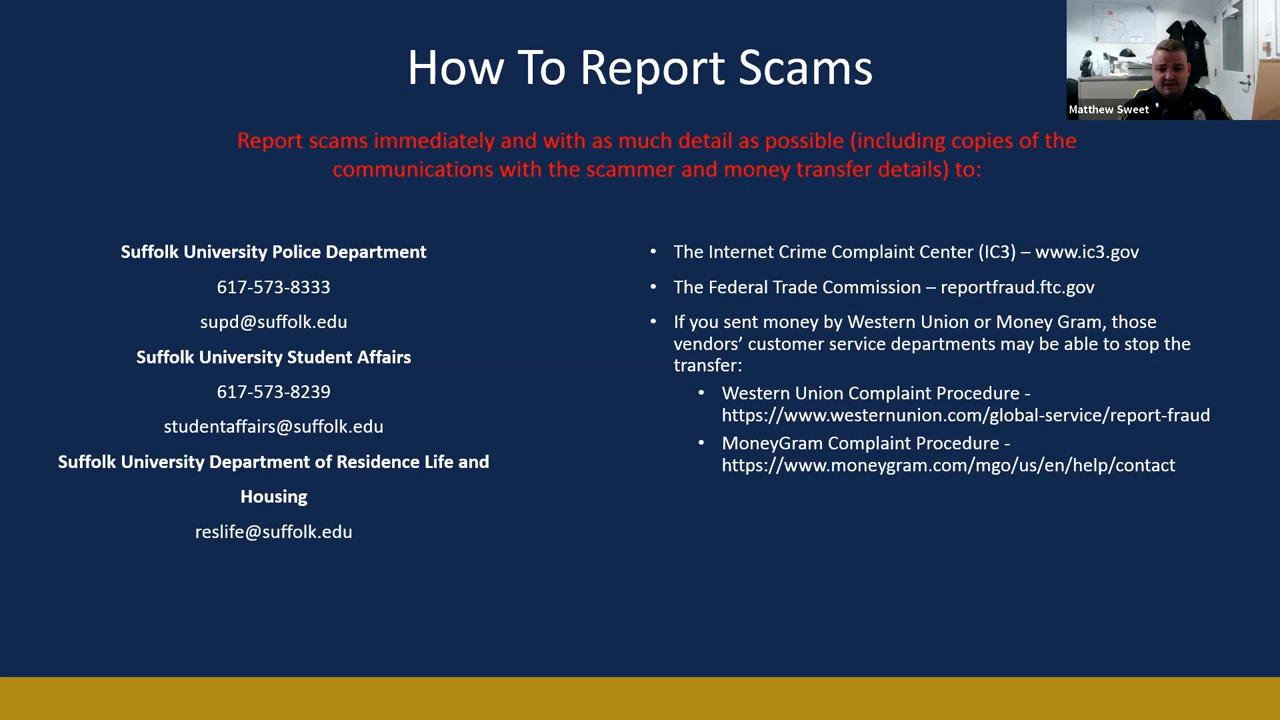 How To Report Scams
Matthew Sweet
Report scams immediately and with as much detail as possible (including copies of the
communications with the scammer and money transfer details) to:
Suffolk University Police Department
617-573-8333
supd@suffolk.edu
Suffolk University Student Affairs
617-573-8239
studentaffairs@suffolk.edu
Suffolk University Department of Residence Life and
Housing
reslife@suffolk.edu
• The Internet Crime Complaint Center (IC3) – www.ic3.gov
• The Federal Trade Commission – reportfraud.ftc.gov
• If you sent money by Western Union or Money Gram, those
vendors’ customer service departments may be able to stop the
transfer:
• Western Union Complaint Procedure -
https://www.westernunion.com/global-service/report-fraud
• MoneyGram Complaint Procedure -
https://www.moneygram.com/mgo/us/en/help/contact